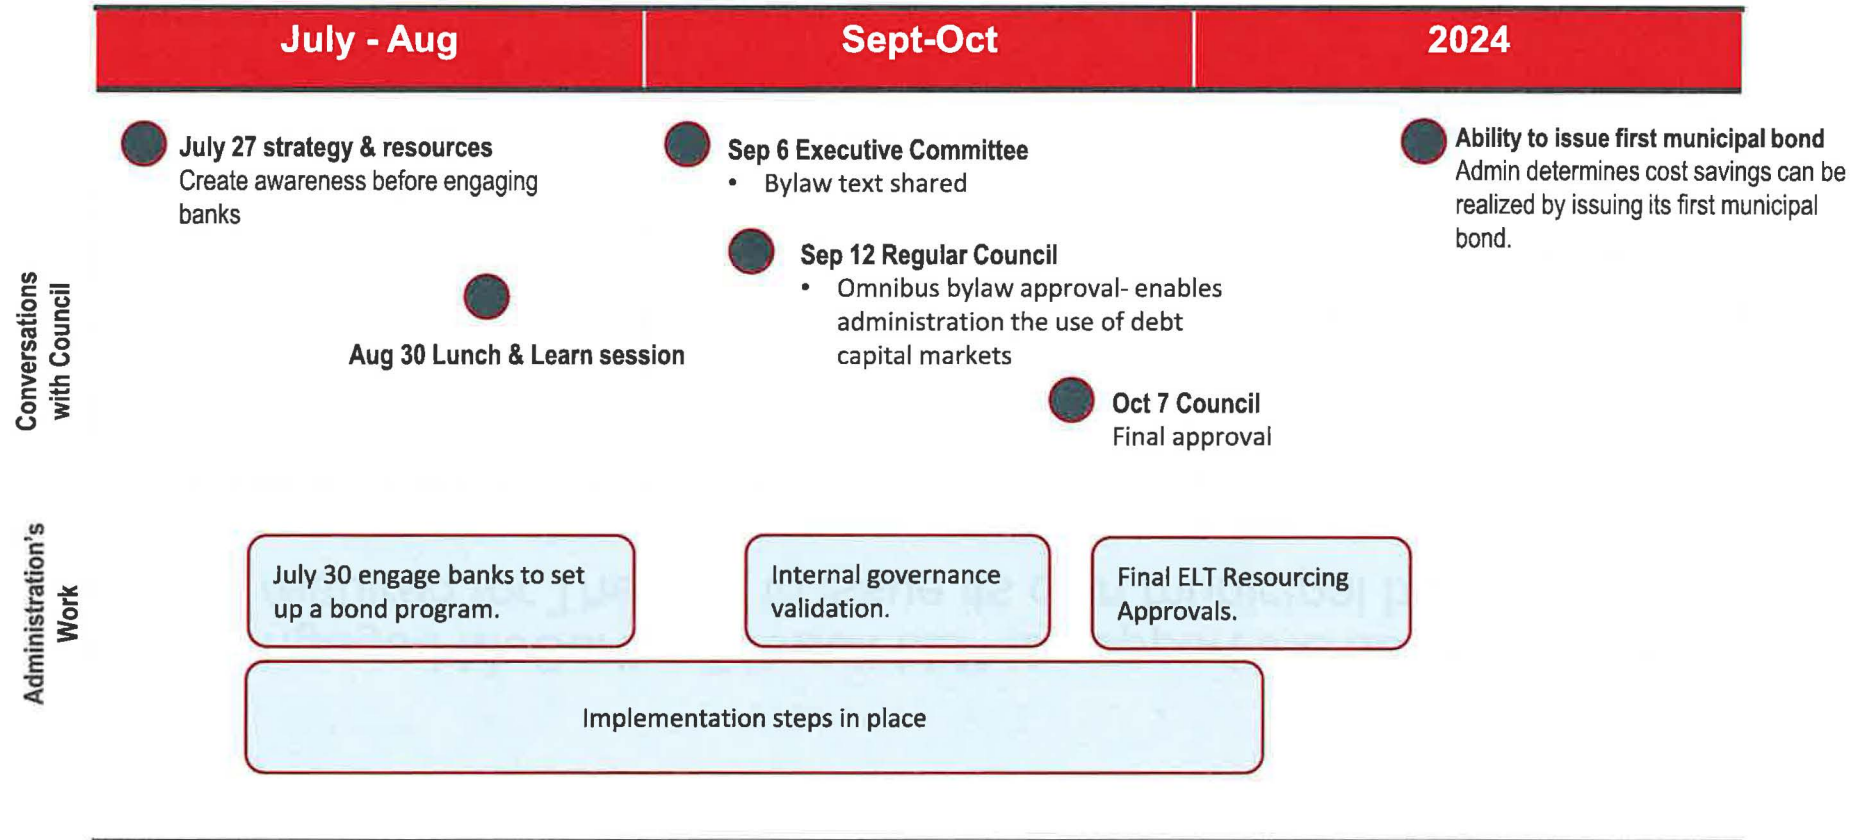 July - Aug
Sept-Oct
2024
Conversations
with Council
July 27 strategy & resources
Create awareness before engaging
banks
Aug 30 Lunch & Learn session
Sep 6 Executive Committee
• Bylaw text shared
Sep 12 Regular Council
• Omnibus bylaw approval- enables
administration the use of debt
capital markets
Oct 7 Council
Final approval
Ability to issue first municipal bond
Admin determines cost savings can be
realized by issuing its first municipal
bond.
Administration's
Work
July 30 engage banks to set
up a bond program.
Internal governance
validation.
Final ELT Resourcing
Approvals.
Implementation steps in place